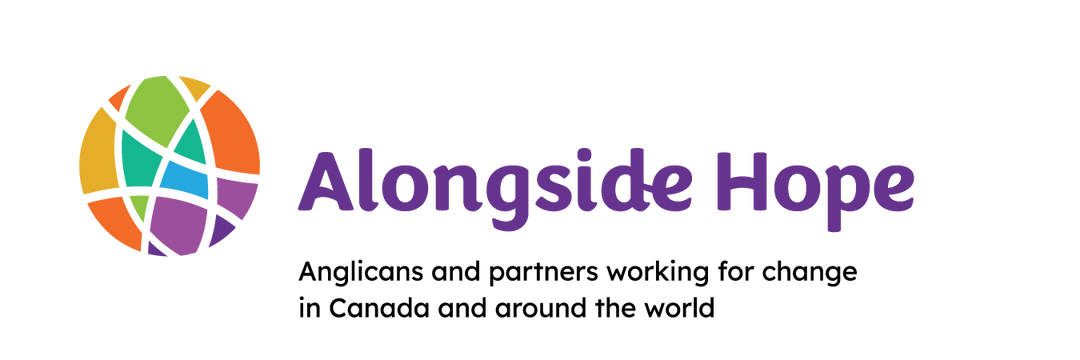 Alongside Hope
Anglicans and partners working for change
in Canada and around the world